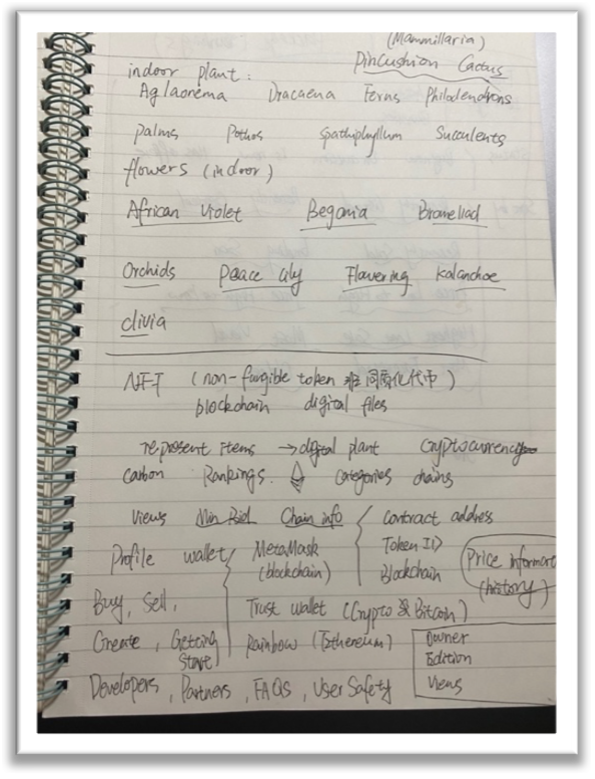 (Mammillaria)
Pincushion Cactus
indoor plant:
Aglaonema Dracaena Ferns Philodendrons
palms Pothos Spathiphyllum Succulents
flowers (indoor)
African Violet Begonia Bromeliad
Orchids Peace Lily Flowering Kalanchoe
clivia
NFT (non-fungible token 非同质化代币)
blockchain digital files
represent items → digital plant Cryptocurrency
Carbon Rankings. categories chains
Views Min Bid Chain info contract address
Profile wallet MetaMask Token ID Price informat
(blockchain) Blockchain (history)
Buy, Sell, Trust wallet (Crypto 及 Bitcoin)
Create, Getting Start Rainbow (Ethereum) Owner
Edition
Developers, Partners, FAQS, User Safety Views